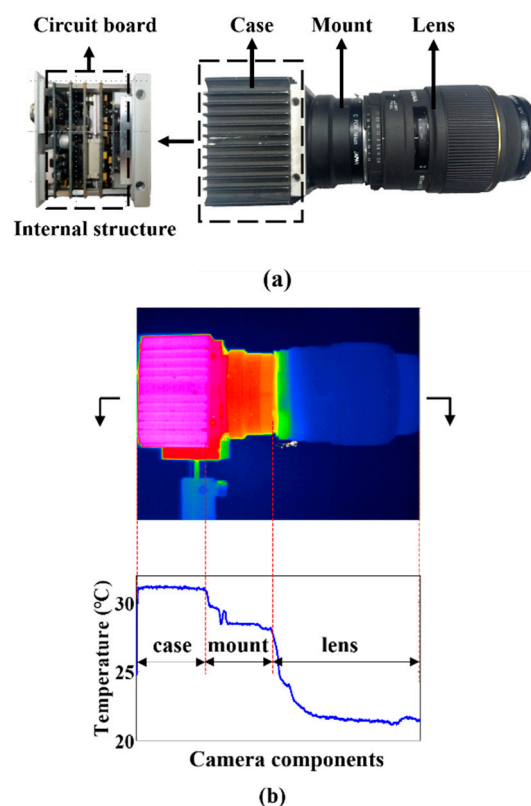 Circuit board
Case
Mount
Lens
Internal structure
(a)
Temperature (℃)
30
25
20
case
mount
lens
Camera components
(b)